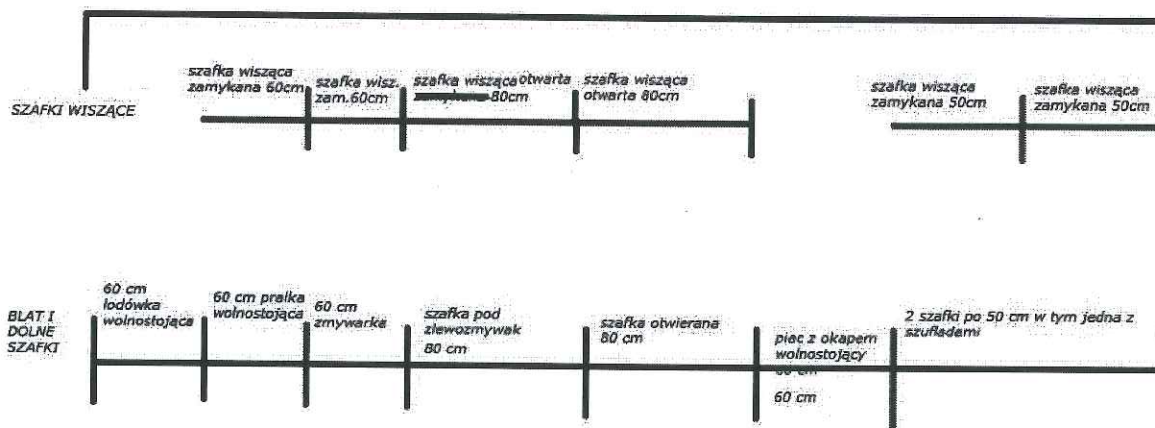 szafka wisząca
zamykana 60cm
szafka wisz.
zam.60cm
szafka wisząca otwarta
zamykana 80cm
szafka wisząca
otwarta 80cm
szafka wisząca
zamykana 50cm
szafka wisząca
zamykana 50cm
SZAFKI WISZĄCE
BLAT I
DOLNE
SZAFKI
60 cm
lodówka
wolnostojąca
60 cm pralka
wolnostojąca
60 cm
zmywarka
szafka pod
zlewozmywak
80 cm
szafka otwierana
80 cm
piec z okapem
wolnostojący
60 cm
60 cm
2 szafki po 50 cm w tym jedna z
szufladami